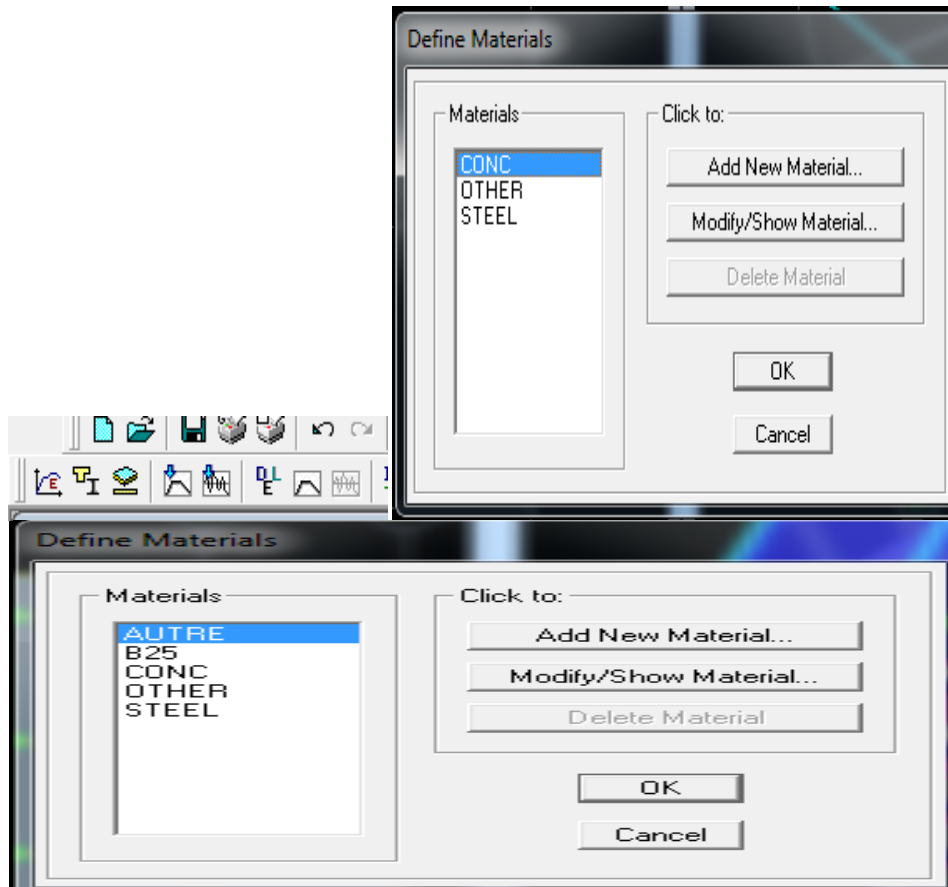 Define Materials
Materials
CONC
OTHER
STEEL
Click to:
Add New Material...
Modify/Show Material...
Delete Material
OK
Cancel
Define Materials
Materials
AUTRE
B25
CONC
OTHER
STEEL
Click to:
Add New Material...
Modify/Show Material...
Delete Material
OK
Cancel